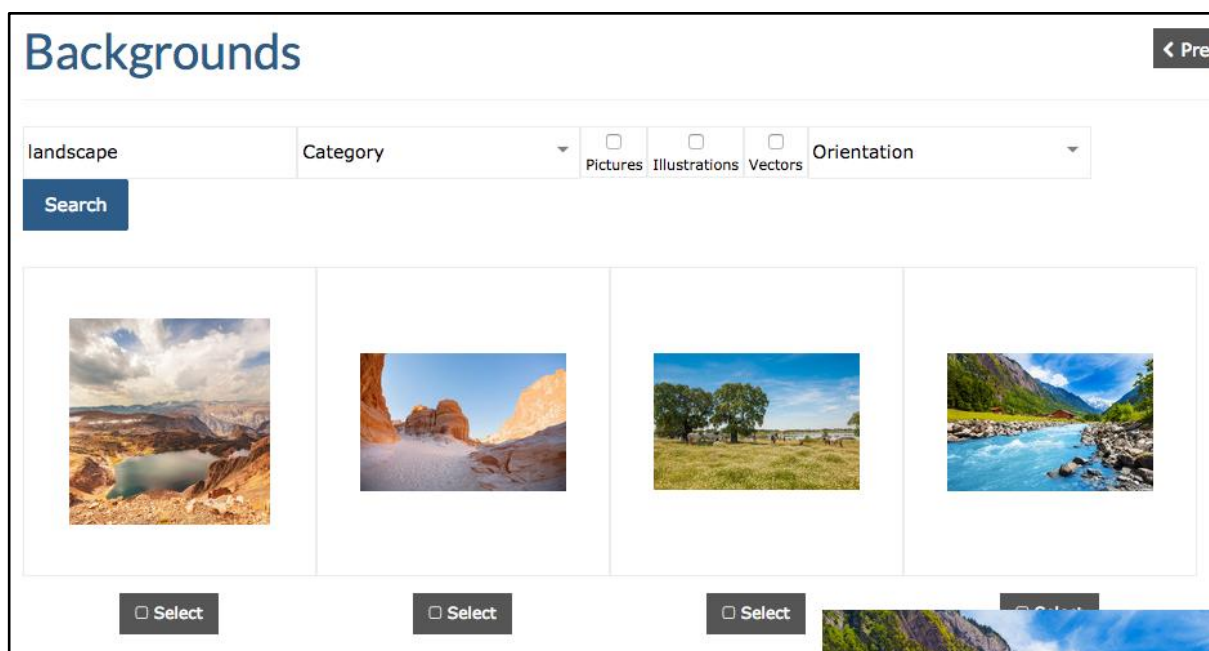 Backgrounds
Pre
landscape Category Pictures Illustrations Vectors Orientation
Search
Select Select Select